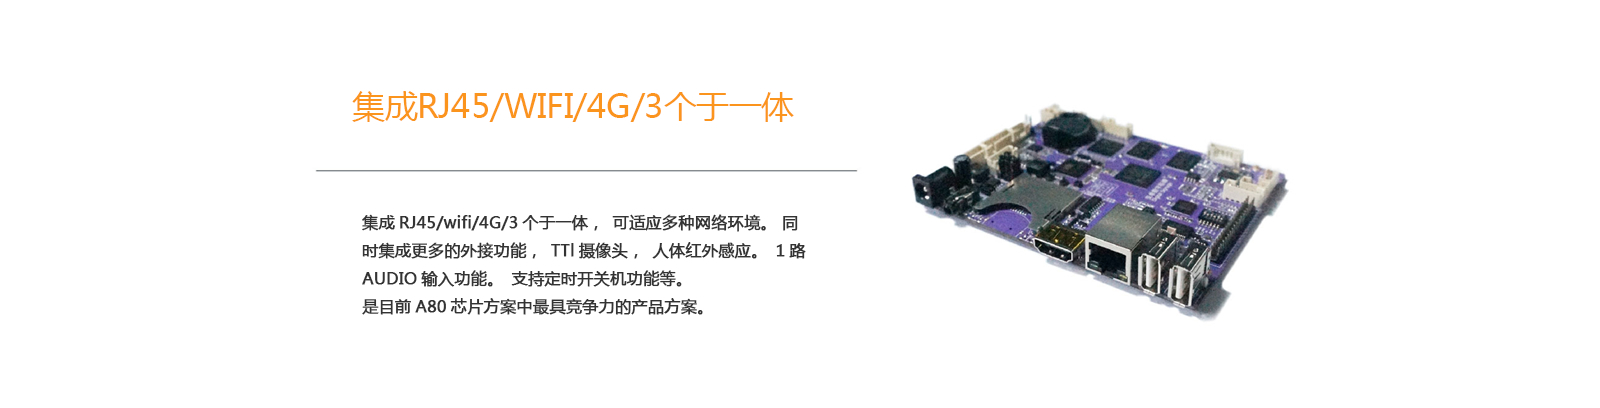 集成RJ45/WIFI/4G/3个于一体
集成 RJ45/wifi/4G/3 个于一体， 可适应多种网络环境。 同
时集成更多的外接功能， TTl 摄像头， 人体红外感应。 1 路
AUDIO 输入功能。 支持定时开关机功能等。
是目前 A80 芯片方案中最具竞争力的产品方案。